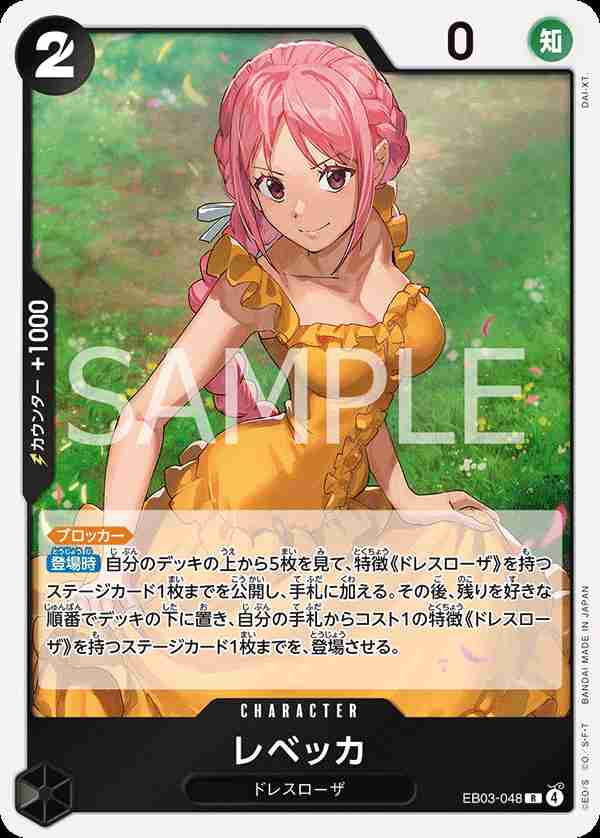 2
0
知
DAI-XT.
カウンター +1000
SAMPLE
ブロッカー
登場時 自分のデッキの上から5枚を見て、特徴《ドレスローザ》を持つ
ステージカード1枚までを公開し、手札に加える。その後、残りを好きな
順番でデッキの下に置き、自分の手札からコスト1の特徴《ドレスロー
ザ》を持つステージカード1枚までを、登場させる。
CHARACTER
レベッカ
ドレスローザ
EB03-048 R 4
©E.O/S ©O.S・F・T BANDAI MADE IN JAPAN